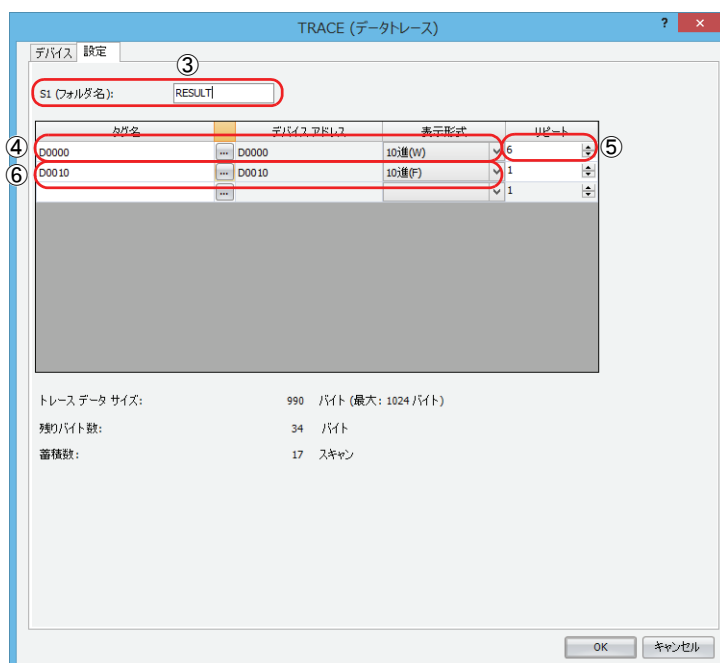 TRACE (データトレース)
? ×
デバイス 設定
③
S1 (フォルダ名): RESULT
タグ名 デバイス アドレス 表示形式 リピート
④ D0000 ... D0000 10進(W) 6 ⑤
⑥ D0010 ... D0010 10進(F) 1
... 1
トレース データ サイズ: 990 バイト (最大: 1024 バイト)
残りバイト数: 34 バイト
蓄積数: 17 スキャン
OK キャンセル